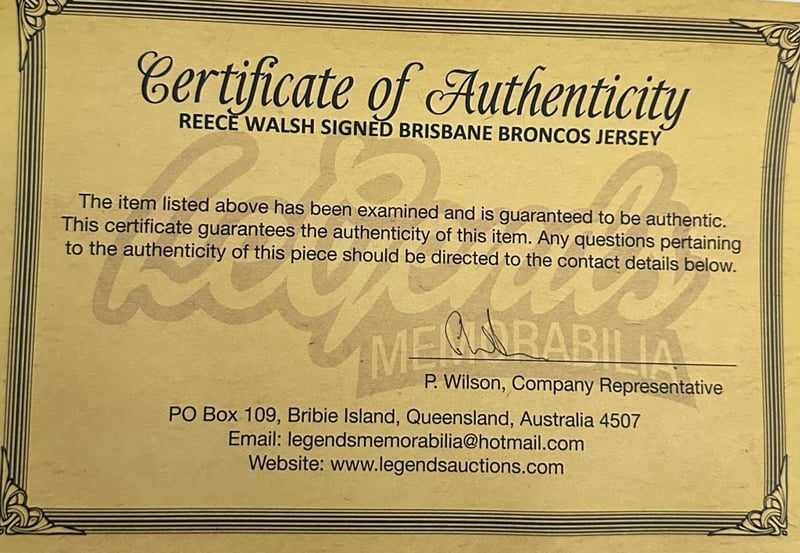 Certificate of Authenticity
REECE WALSH SIGNED BRISBANE BRONCOS JERSEY
Legends
MEMORABILIA
The item listed above has been examined and is guaranteed to be authentic.
This certificate guarantees the authenticity of this item. Any questions pertaining
to the authenticity of this piece should be directed to the contact details below.
P. Wilson, Company Representative
PO Box 109, Bribie Island, Queensland, Australia 4507
Email: legendsmemorabilia@hotmail.com
Website: www.legendsauctions.com